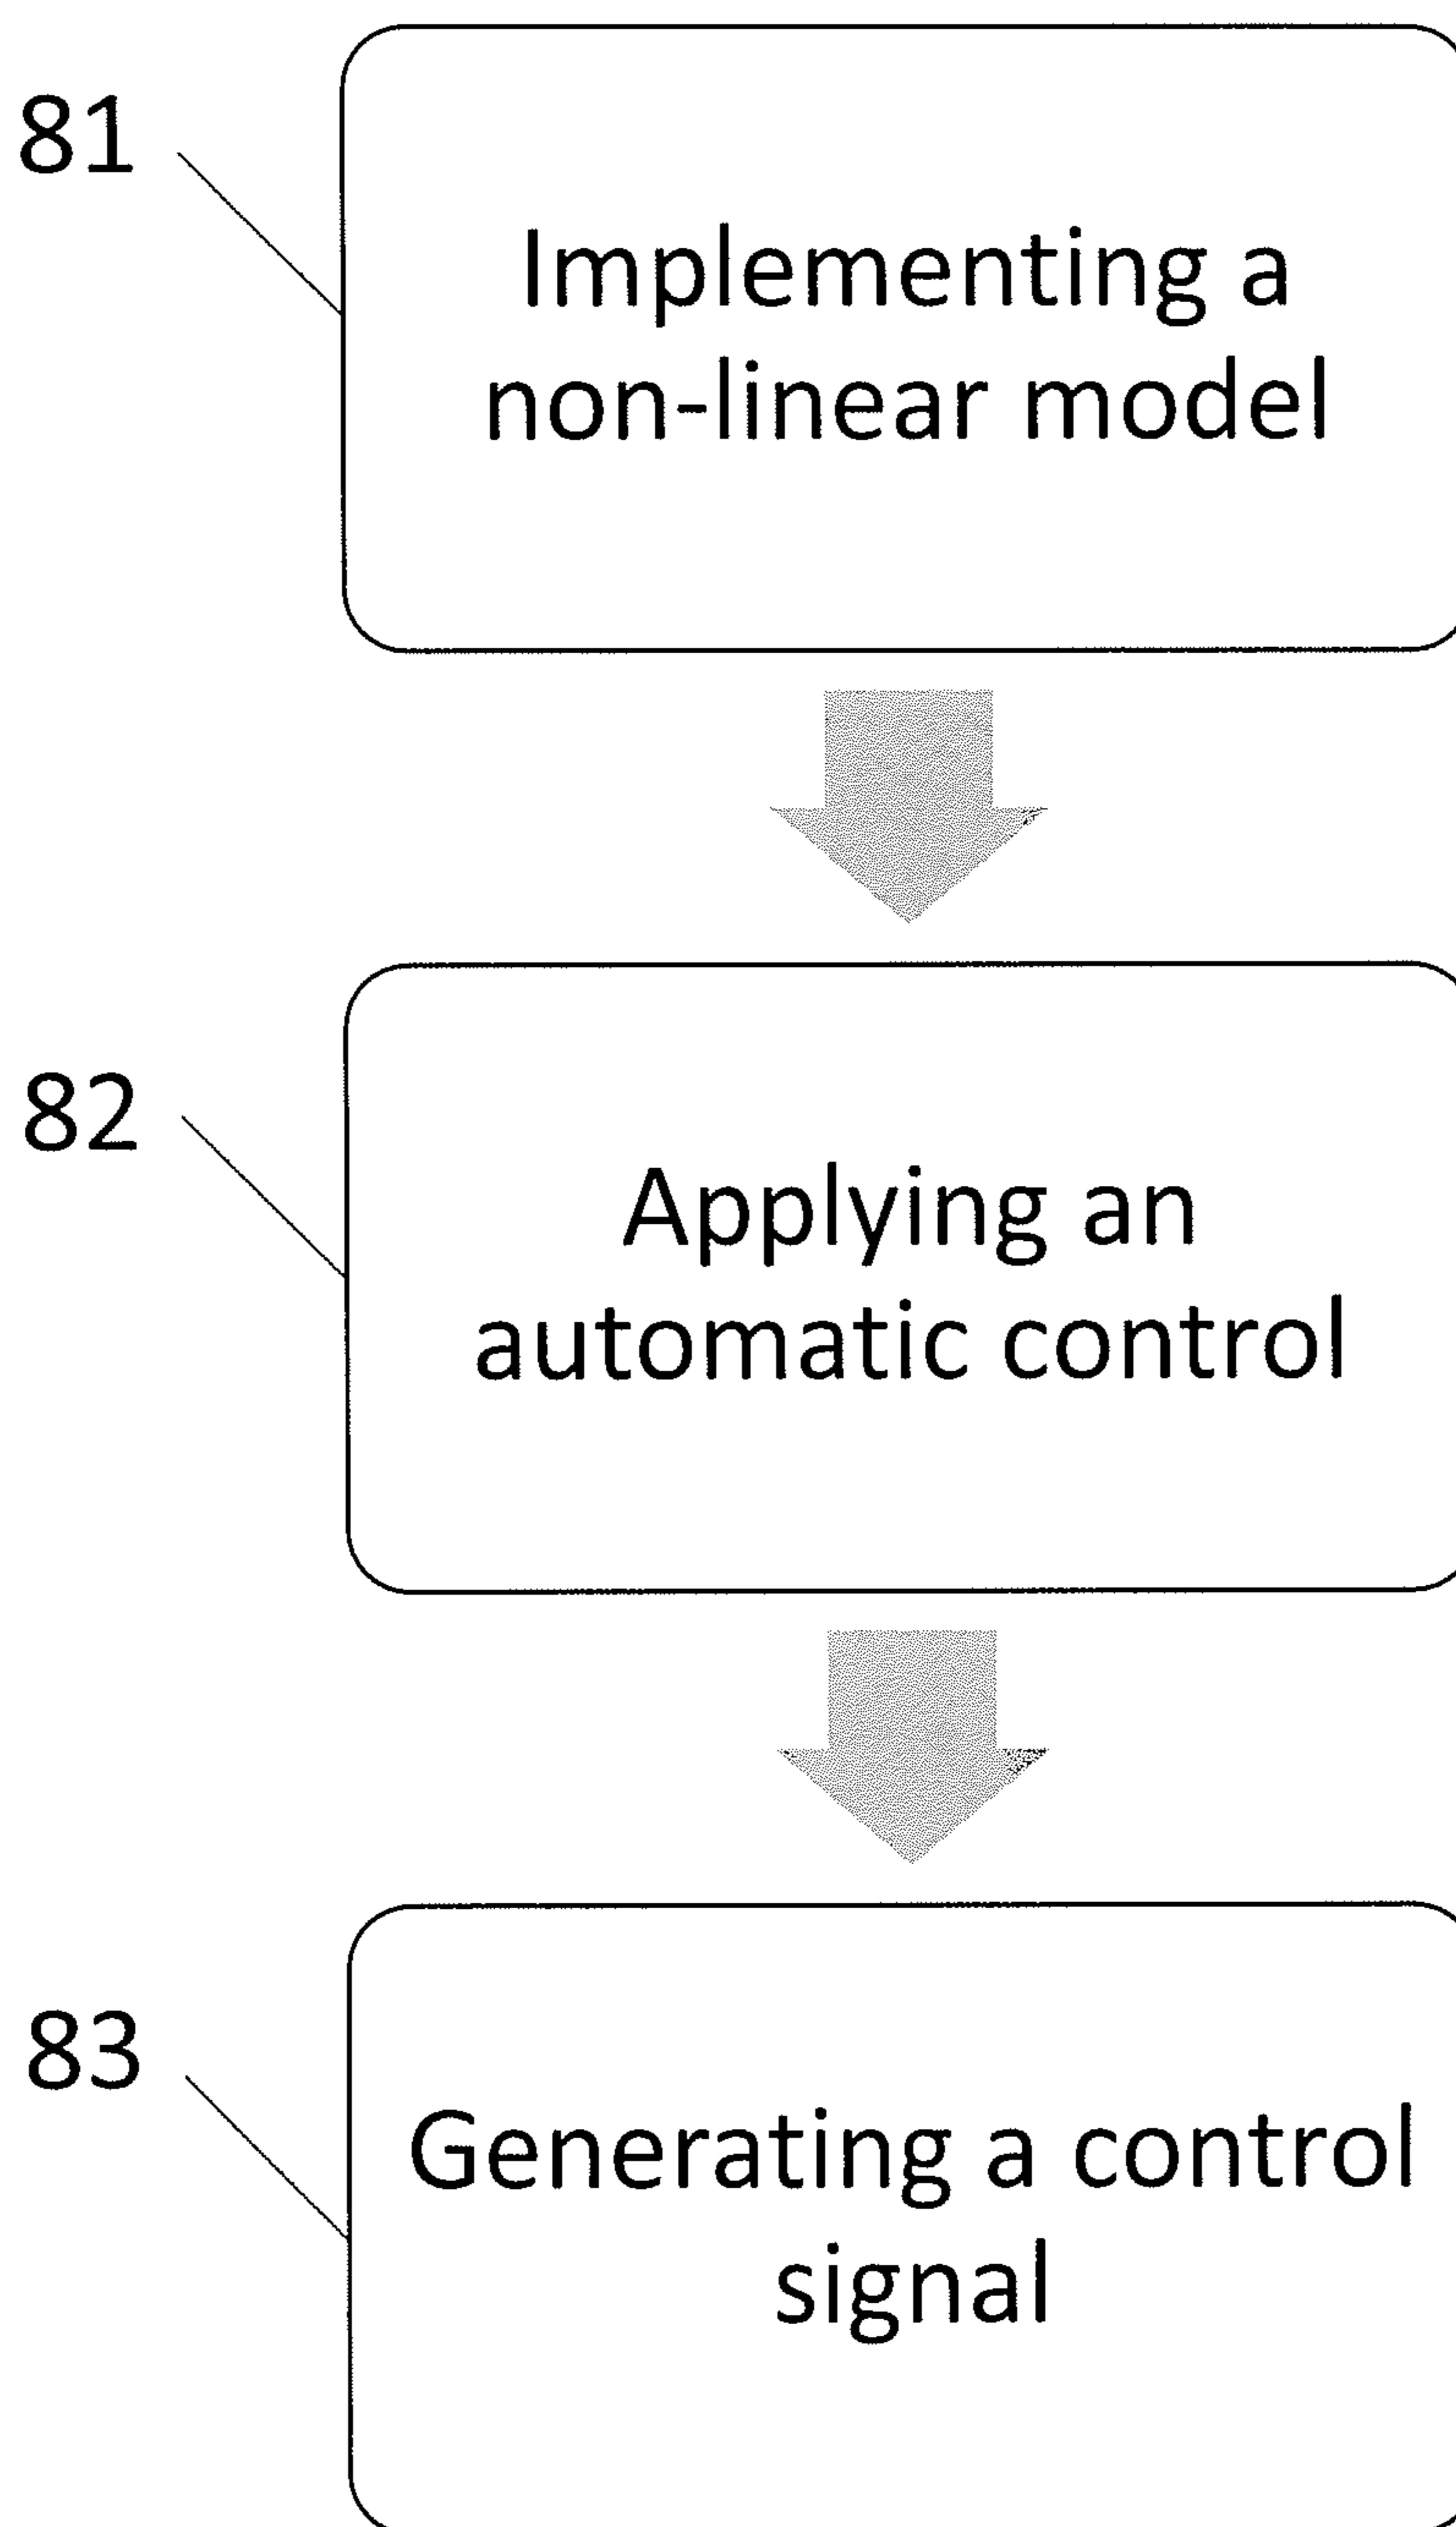 81
Implementing a
non-linear model
82
Applying an
automatic control
83
Generating a control
signal